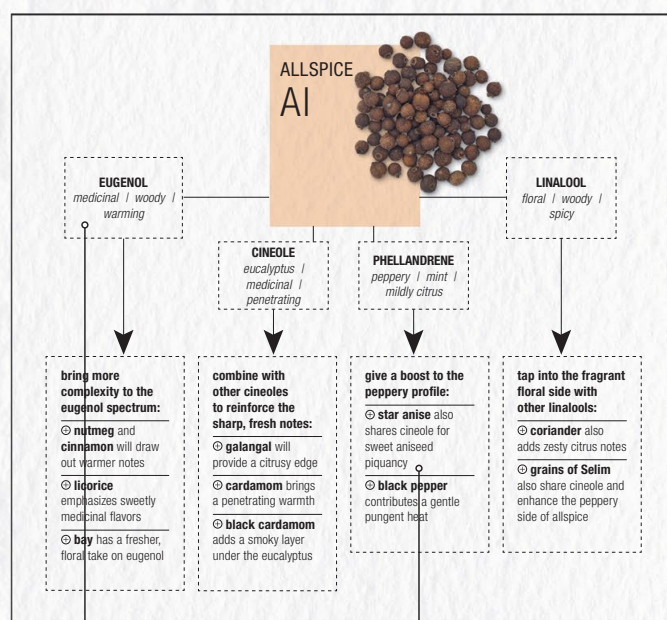 ALLSPICE
Al
EUGENOL
medicinal / woody /
warming
LINALOOL
floral / woody /
spicy
CINEOLE
eucalyptus /
medicinal /
penetrating
PHELLANDRENE
peppery / mint /
mildly citrus
bring more
complexity to the
eugenol spectrum:
⊕ nutmeg and
cinnamon will draw
out warmer notes
⊕ licorice
emphasizes sweetly
medicinal flavors
⊕ bay has a fresher,
floral take on eugenol
combine with
other cineoles
to reinforce the
sharp, fresh notes:
⊕ galangal will
provide a citrusy edge
⊕ cardamom brings
a penetrating warmth
⊕ black cardamom
adds a smoky layer
under the eucalyptus
give a boost to the
peppery profile:
⊕ star anise also
shares cineole for
sweet aniseed
piquancy
⊕ black pepper
contributes a gentle
pungent heat
tap into the fragrant
floral side with
other linalools:
⊕ coriander also
adds zesty citrus notes
⊕ grains of Selim
also share cineole and
enhance the peppery
side of allspice